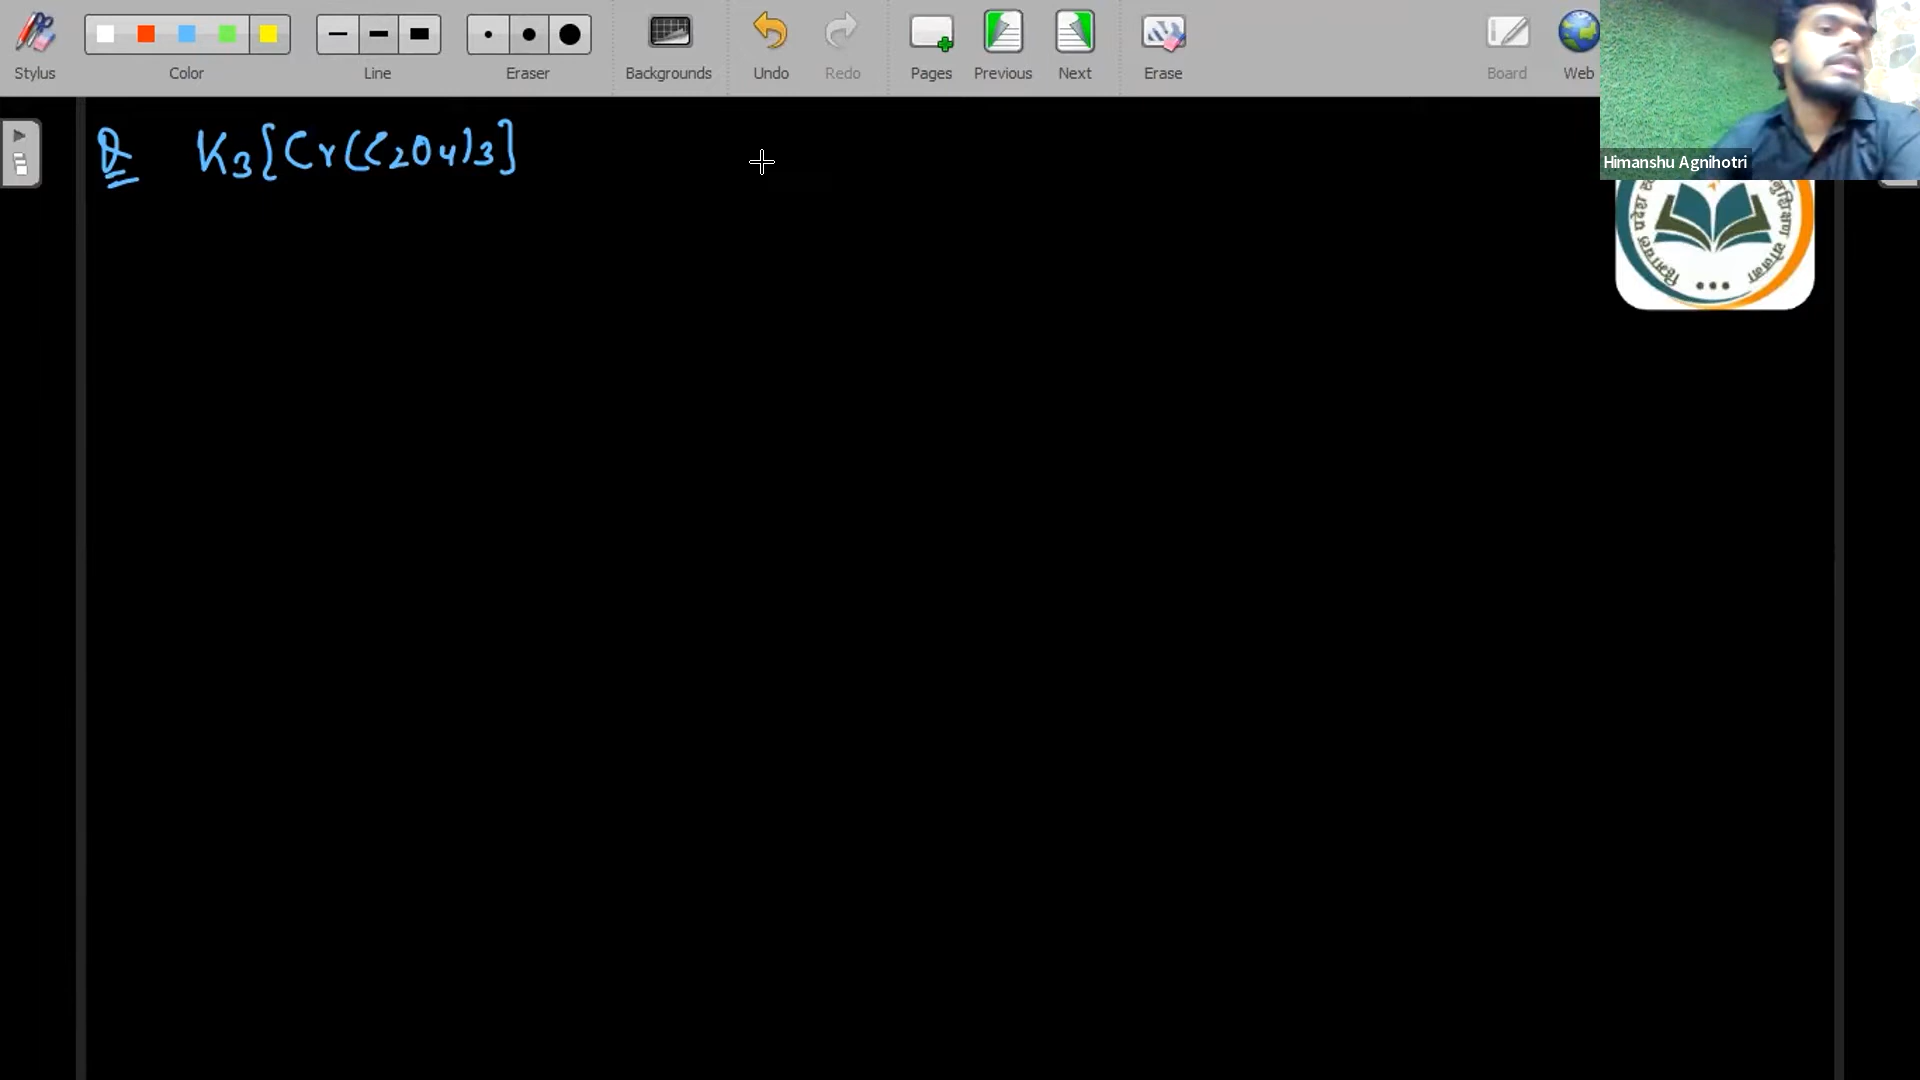 Stylus Color Line Eraser Backgrounds Undo Redo Pages Previous Next Erase Board Web
Himanshu Agnihotri
Q K3[Cr(C2O4)3]